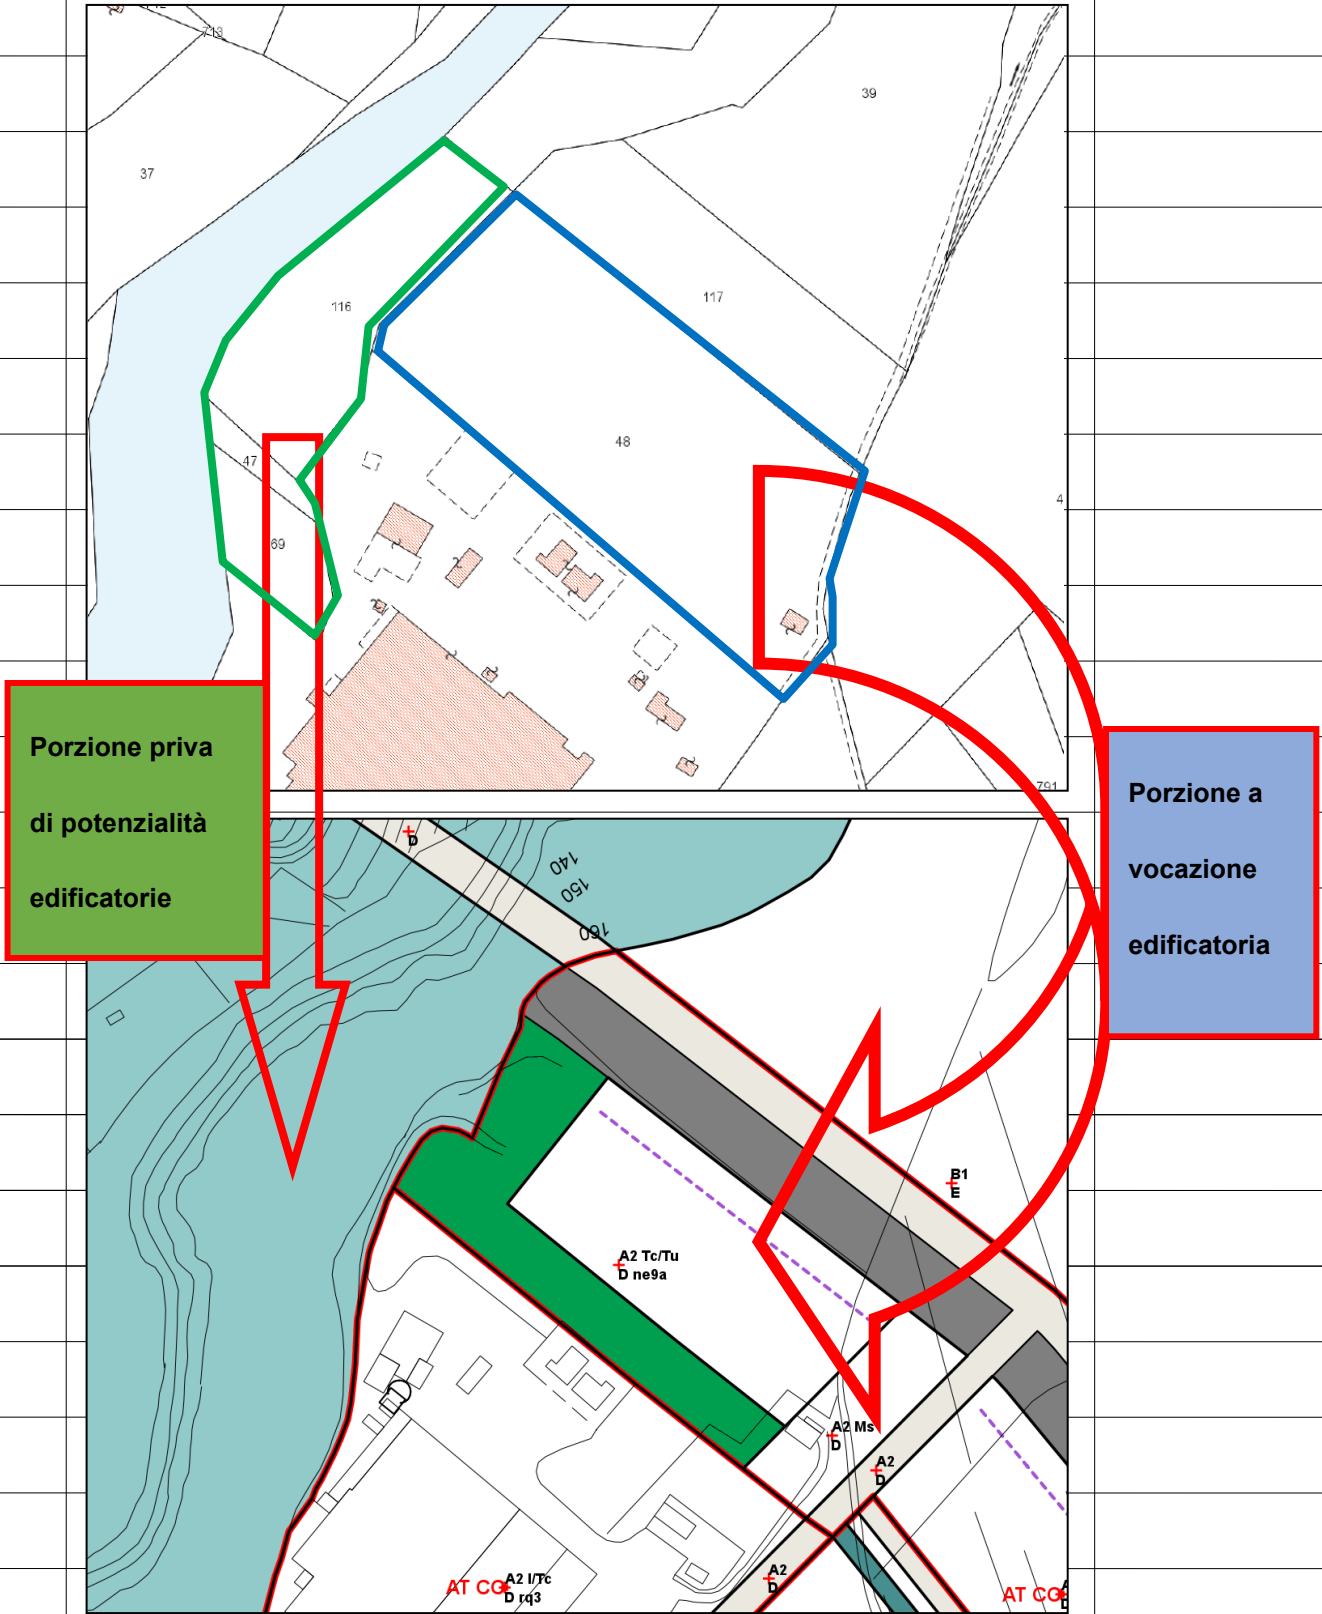 713
39
37
116
117
48
47
69
4
791
Porzione priva
di potenzialità
edificatorie
Porzione a
vocazione
edificatoria
D
140
150
160
B1
E
A2 Tc/Tu
D ne9a
A2 Ms
D
A2
D
A2
D
AT CO
A2 I/Tc
D rq3
AT CO